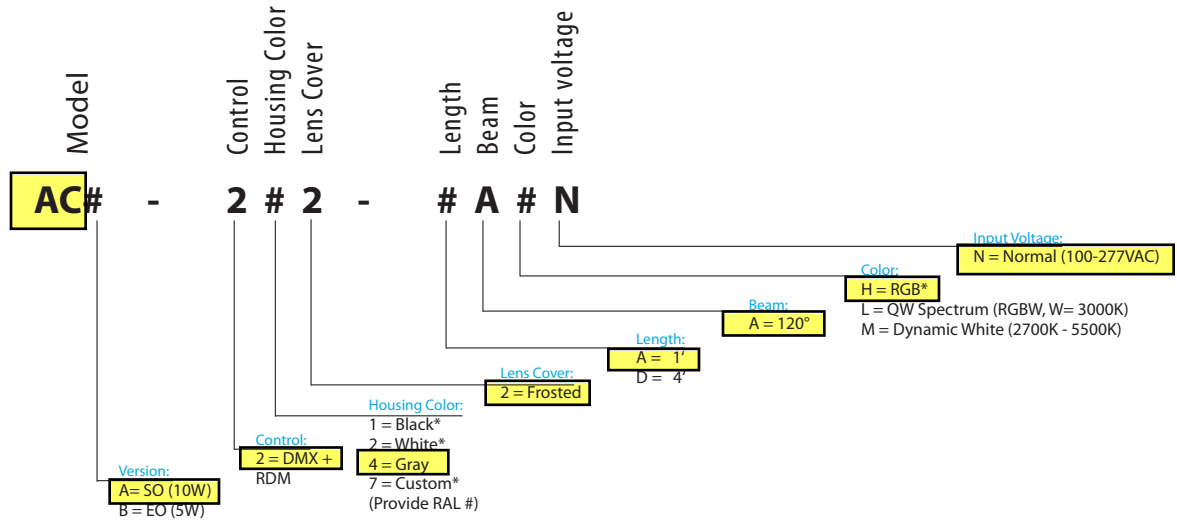 Model
Control
Housing Color
Lens Cover
Length
Beam
Color
Input voltage
AC# - 2 # 2 - # A # N
Input Voltage:
N = Normal (100-277VAC)
Color:
H = RGB*
L = QW Spectrum (RGBW, W= 3000K)
M = Dynamic White (2700K - 5500K)
Beam:
A = 120°
Length:
A = 1'
D = 4'
Lens Cover:
2 = Frosted
Housing Color:
1 = Black*
2 = White*
4 = Gray
7 = Custom*
(Provide RAL #)
Control:
2 = DMX +
RDM
Version:
A= SO (10W)
B = EO (5W)